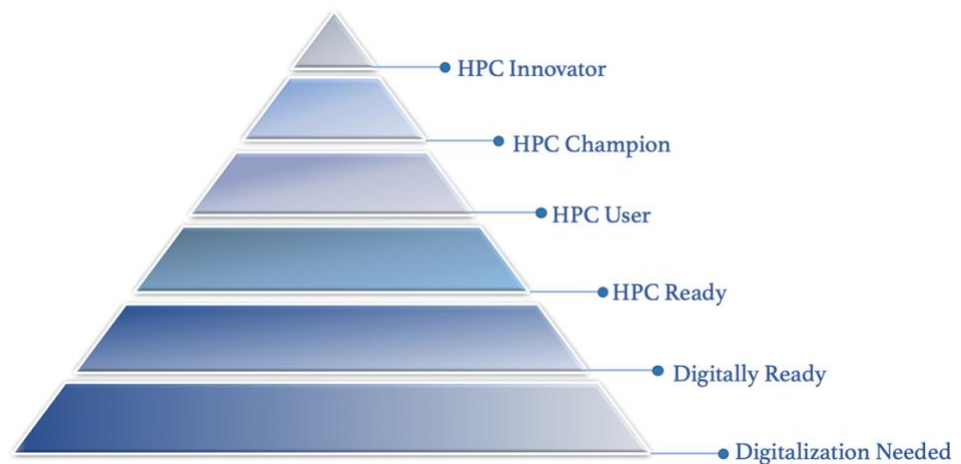 HPC Innovator
HPC Champion
HPC User
HPC Ready
Digitally Ready
Digitalization Needed